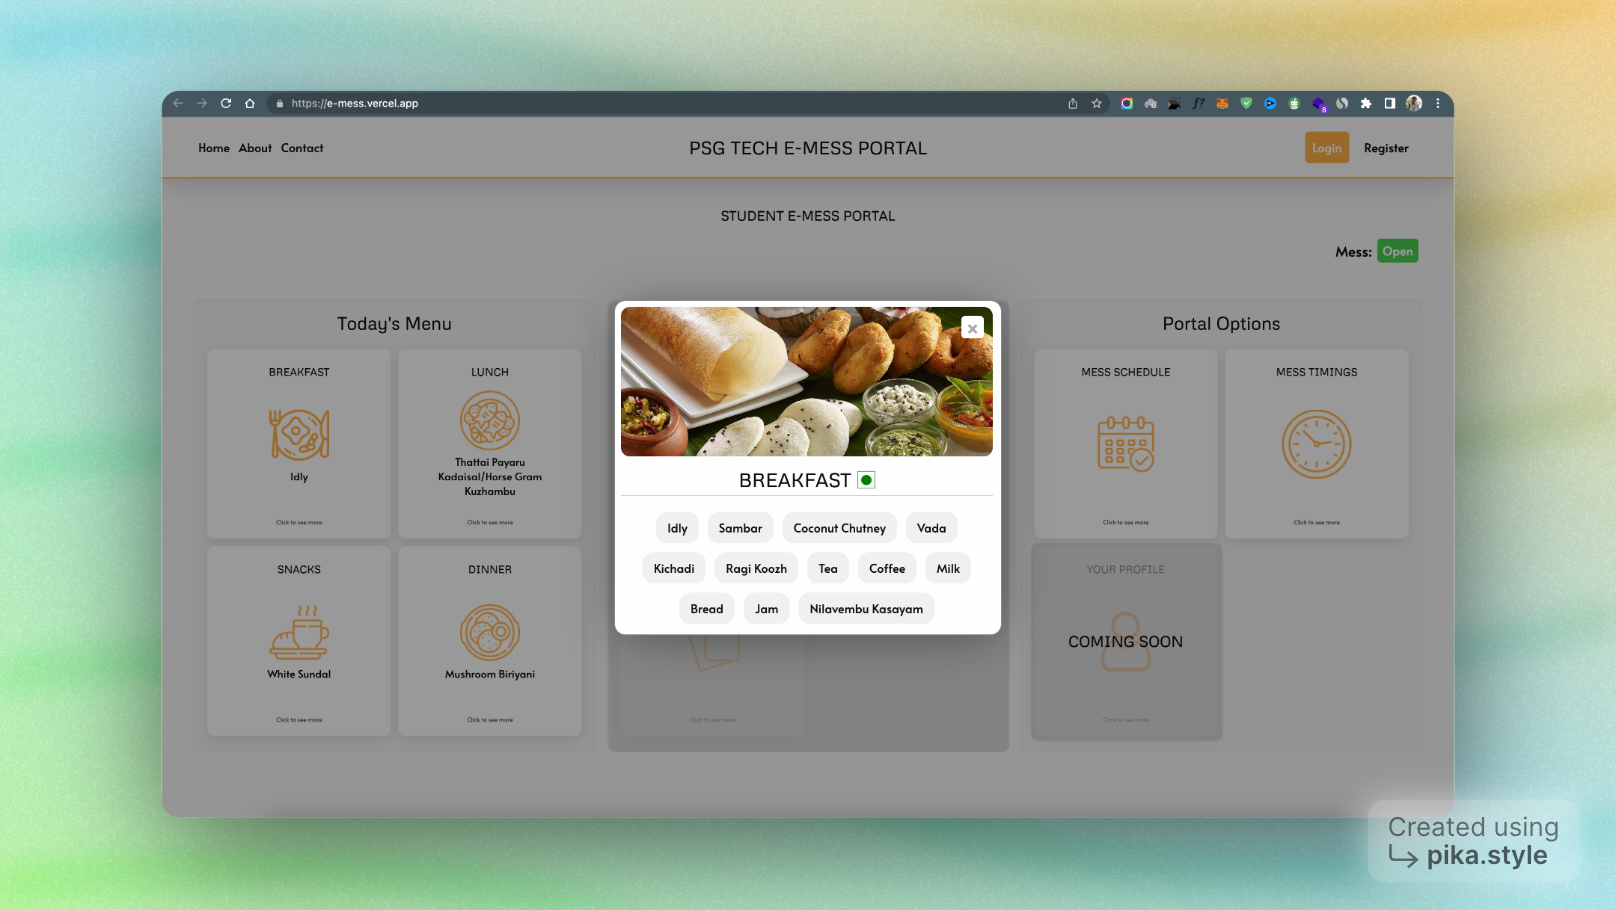 https://e-mess.vercel.app
f?
8
Home About Contact
PSG TECH E-MESS PORTAL
Login Register
STUDENT E-MESS PORTAL
Mess: Open
Today's Menu
BREAKFAST
Idly
Click to see more
LUNCH
Thattai Payaru
Kadaisal/Horse Gram
Kuzhambu
Click to see more
SNACKS
White Sundal
Click to see more
DINNER
Mushroom Biriyani
Click to see more
BREAKFAST
Idly Sambar Coconut Chutney Vada
Kichadi Ragi Koozh Tea Coffee Milk
Bread Jam Nilavembu Kasayam
Click to see more
Portal Options
MESS SCHEDULE
Click to see more
MESS TIMINGS
Click to see more
YOUR PROFILE
COMING SOON
Click to see more
Created using
pika.style